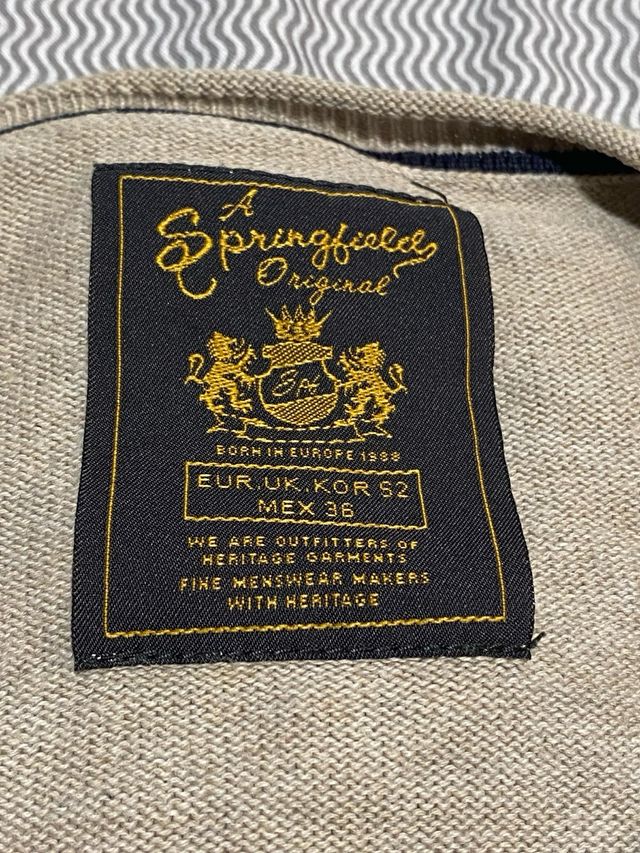 A
Springfield
Original
Spf
BORN IN EUROPE 1988
EUR.UK.KOR S2
MEX 36
WE ARE OUTFITTERS OF
HERITAGE GARMENTS
FINE MENSWEAR MAKERS
WITH HERITAGE